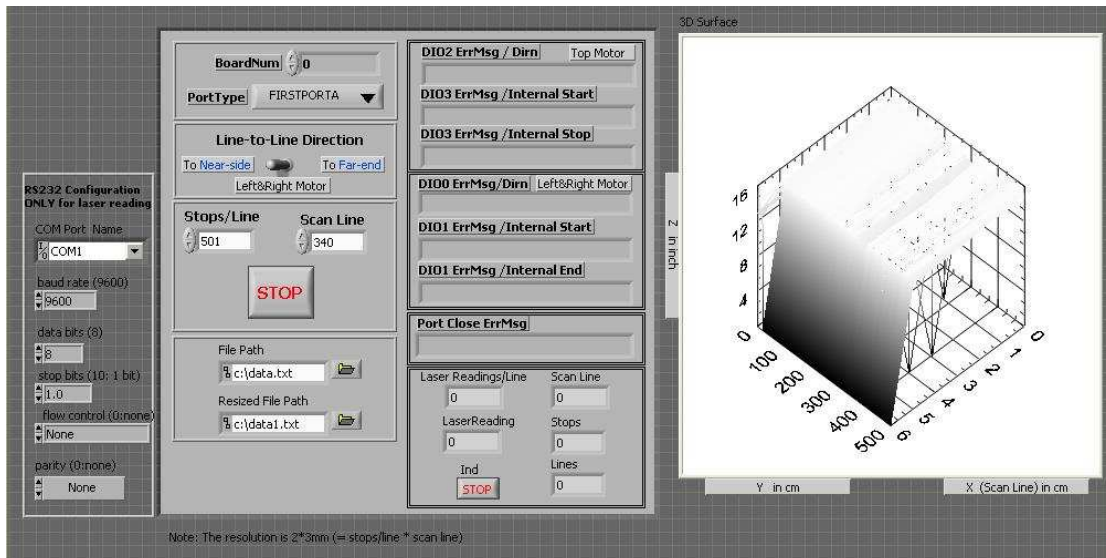 3D Surface
BoardNum 0
PortType FIRSTPORTA
Line-to-Line Direction
To Near-side To Far-end
Left&Right Motor
Stops/Line Scan Line
501 340
STOP
File Path
c:\data.txt
Resized File Path
c:\data1.txt
RS232 Configuration
ONLY for laser reading
COM Port Name
COM1
baud rate (9600)
9600
data bits (8)
8
stop bits (10: 1 bit)
1.0
flow control (0:none)
None
parity (0:none)
None
DIO2 ErrMsg / Dirn Top Motor
DIO3 ErrMsg /Internal Start
DIO3 ErrMsg /Internal Stop
DIO0 ErrMsg/Dirn Left&Right Motor
DIO1 ErrMsg /Internal Start
DIO1 ErrMsg /Internal End
Port Close ErrMsg
Laser Readings/Line Scan Line
0 0
LaserReading Stops
0 0
Ind Lines
STOP 0
Z in inch
16
12
8
4
0
100
200
300
400
500
0
1
2
3
4
5
6
Y in cm X (Scan Line) in cm
Note: The resolution is 2*3mm (= stops/line * scan line)